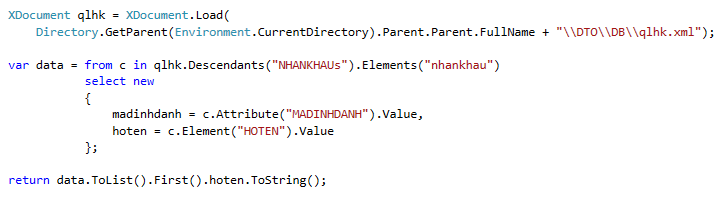 XDocument qlhk = XDocument.Load(
Directory.GetParent(Environment.CurrentDirectory).Parent.Parent.FullName + "\\DTO\\DB\\qlhk.xml");
var data = from c in qlhk.Descendants("NHANKHAUs").Elements("nhankhau")
select new
{
madinhdanh = c.Attribute("MADINHDANH").Value,
hoten = c.Element("HOTEN").Value
};
return data.ToList().First().hoten.ToString();